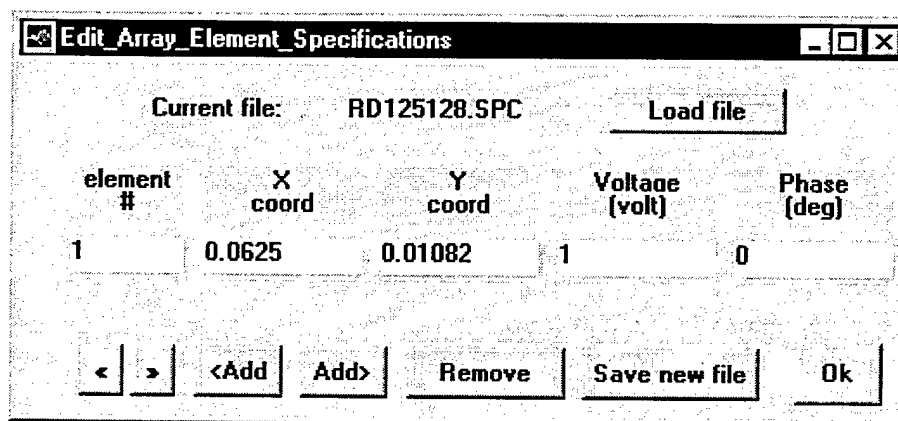 Edit_Array_Element_Specifications
Current file: RD125128.SPC Load file
element # X coord Y coord Voltage (volt) Phase (deg)
1 0.0625 0.01082 1 0
« » <Add Add> Remove Save new file Ok